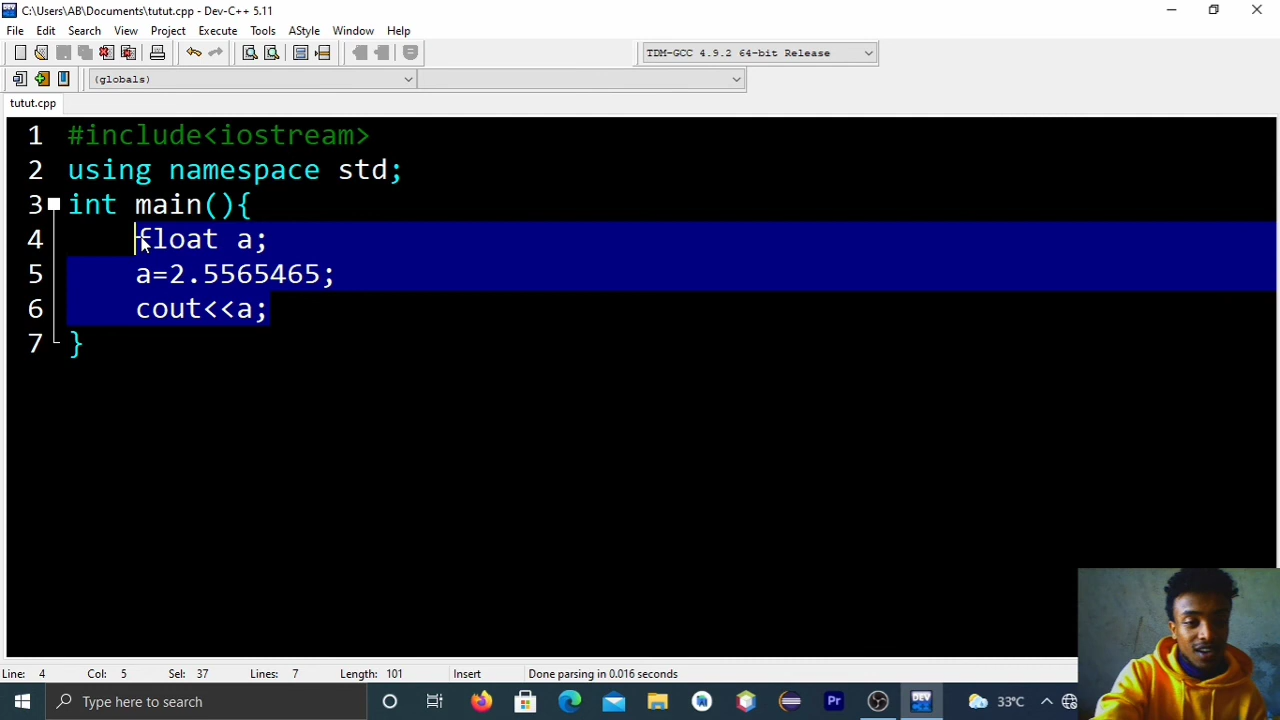 C:\Users\AB\Documents\tutut.cpp - Dev-C++ 5.11
File Edit Search View Project Execute Tools AStyle Window Help
TDM-GCC 4.9.2 64-bit Release
(globals)
tutut.cpp
1 #include<iostream>
2 using namespace std;
3 int main(){
4 float a;
5 a=2.5565465;
6 cout<<a;
7 }
Line: 4 Col: 5 Sel: 37 Lines: 7 Length: 101 Insert Done parsing in 0.016 seconds
Type here to search Pr DEV 33°C